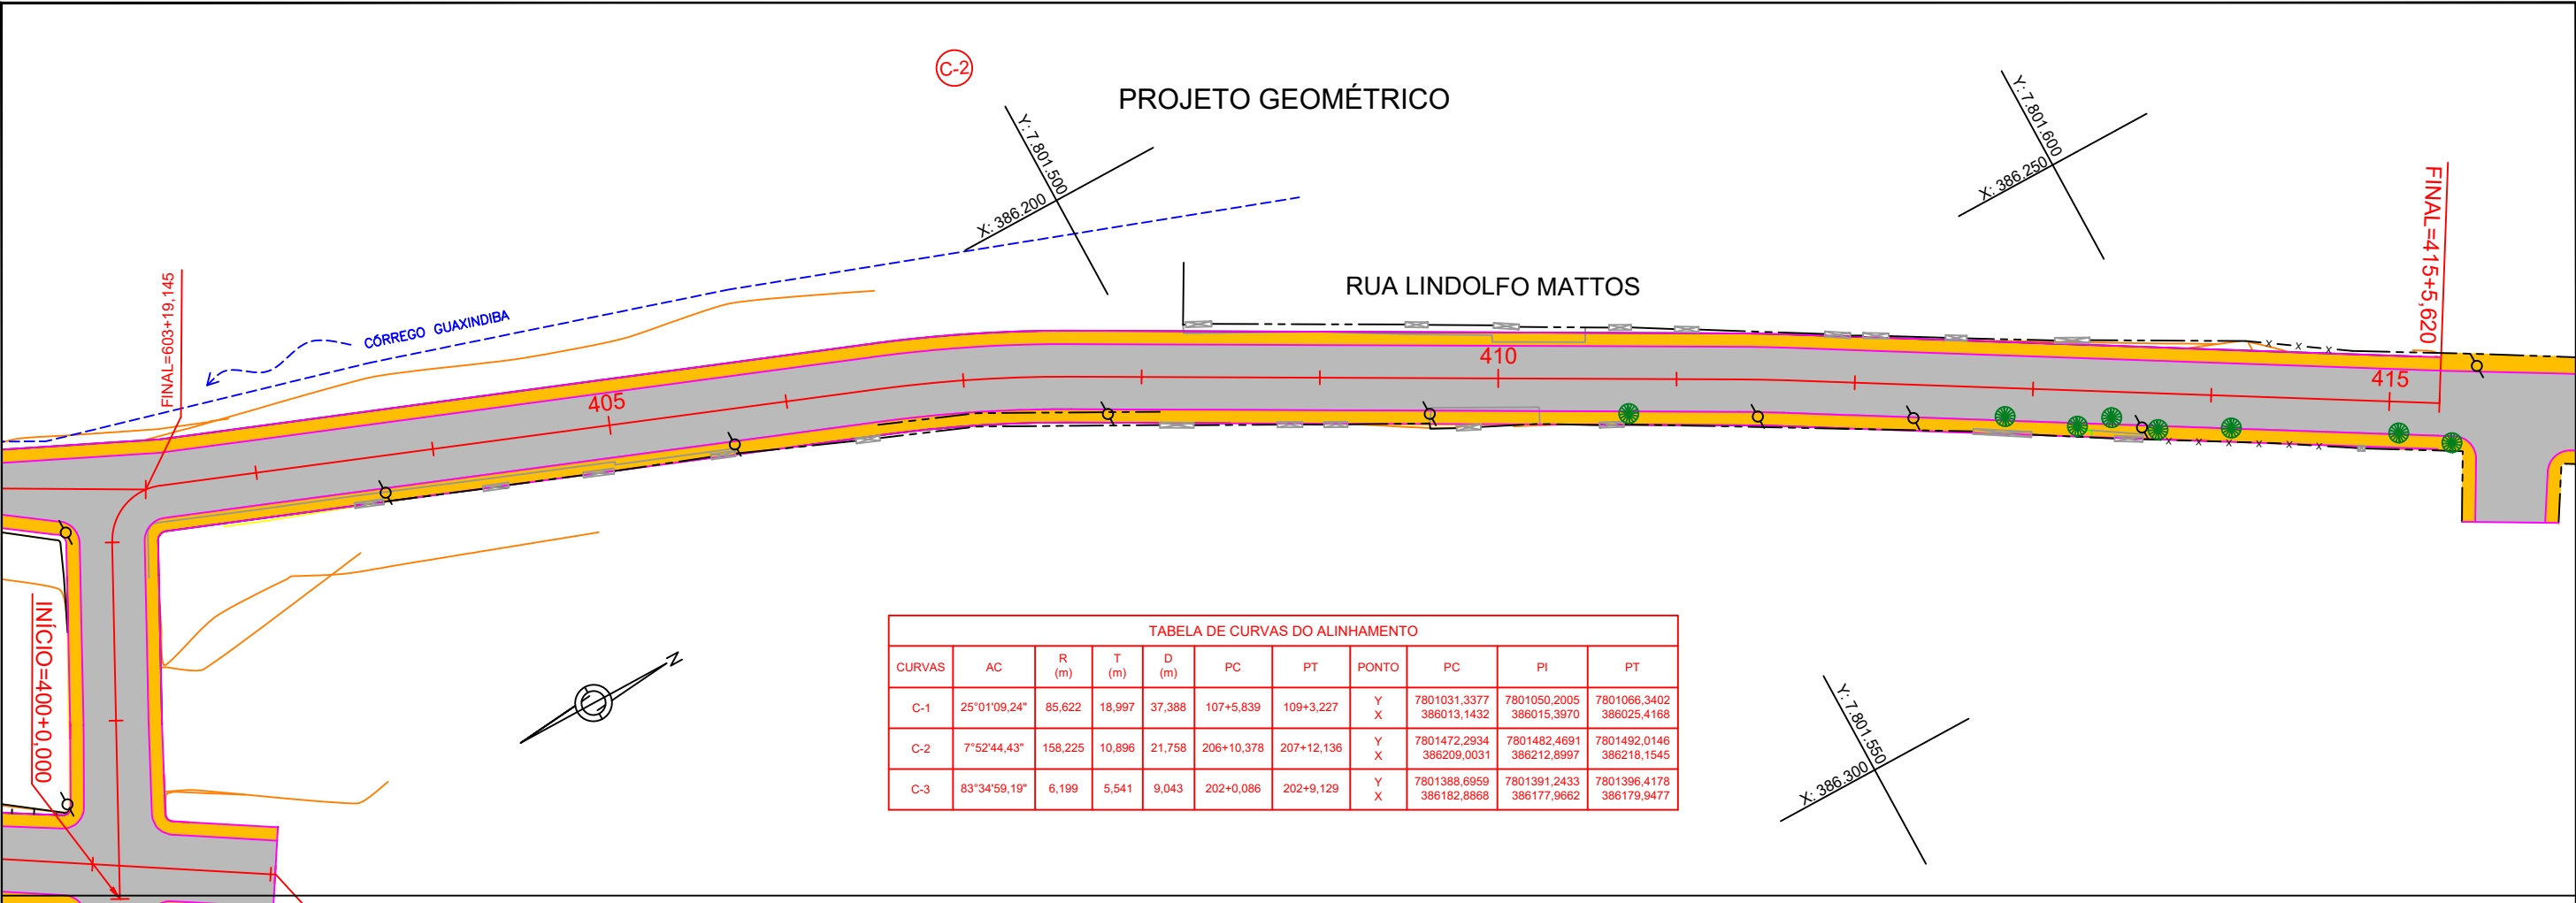 C-2
PROJETO GEOMÉTRICO
Y: 7.801.500
X: 386.200
Y: 7.801.600
X: 386.250
FINAL=415+5,620
FINAL=603+19,145
CÓRREGO GUAXINDIBA
RUA LINDOLFO MATTOS
405
410
415
INÍCIO=400+0,000
N
TABELA DE CURVAS DO ALINHAMENTO
CURVAS AC R (m) T (m) D (m) PC PT PONTO PC PI PT
C-1 25°01'09,24" 85,622 18,997 37,388 107+5,839 109+3,227 Y 7801031,3377 7801050,2005 7801066,3402
X 386013,1432 386015,3970 386025,4168
C-2 7°52'44,43" 158,225 10,896 21,758 206+10,378 207+12,136 Y 7801472,2934 7801482,4691 7801492,0146
X 386209,0031 386212,8997 386218,1545
C-3 83°34'59,19" 6,199 5,541 9,043 202+0,086 202+9,129 Y 7801388,6959 7801391,2433 7801396,4178
X 386182,8868 386177,9662 386179,9477
Y: 7.801.550
X: 386.300